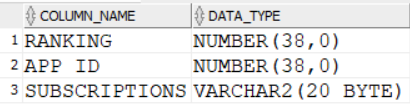 COLUMN_NAME DATA_TYPE
1 RANKING NUMBER(38,0)
2 APP ID NUMBER(38,0)
3 SUBSCRIPTIONS VARCHAR2(20 BYTE)